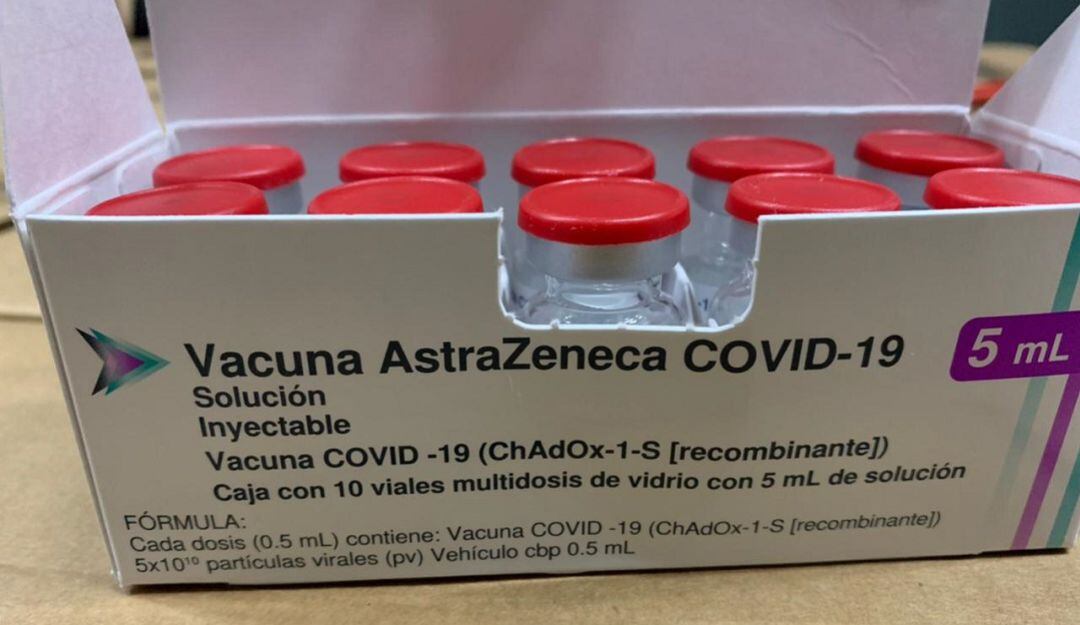 Vacuna AstraZeneca COVID-19
5 mL
Solución
Inyectable
Vacuna COVID -19 (ChAdOx-1-S [recombinante])
Caja con 10 viales multidosis de vidrio con 5 mL de solución
FÓRMULA:
Cada dosis (0.5 mL) contiene: Vacuna COVID -19 (ChAdOx-1-S [recombinante])
5x10¹⁰ partículas virales (pv) Vehículo cbp 0.5 mL